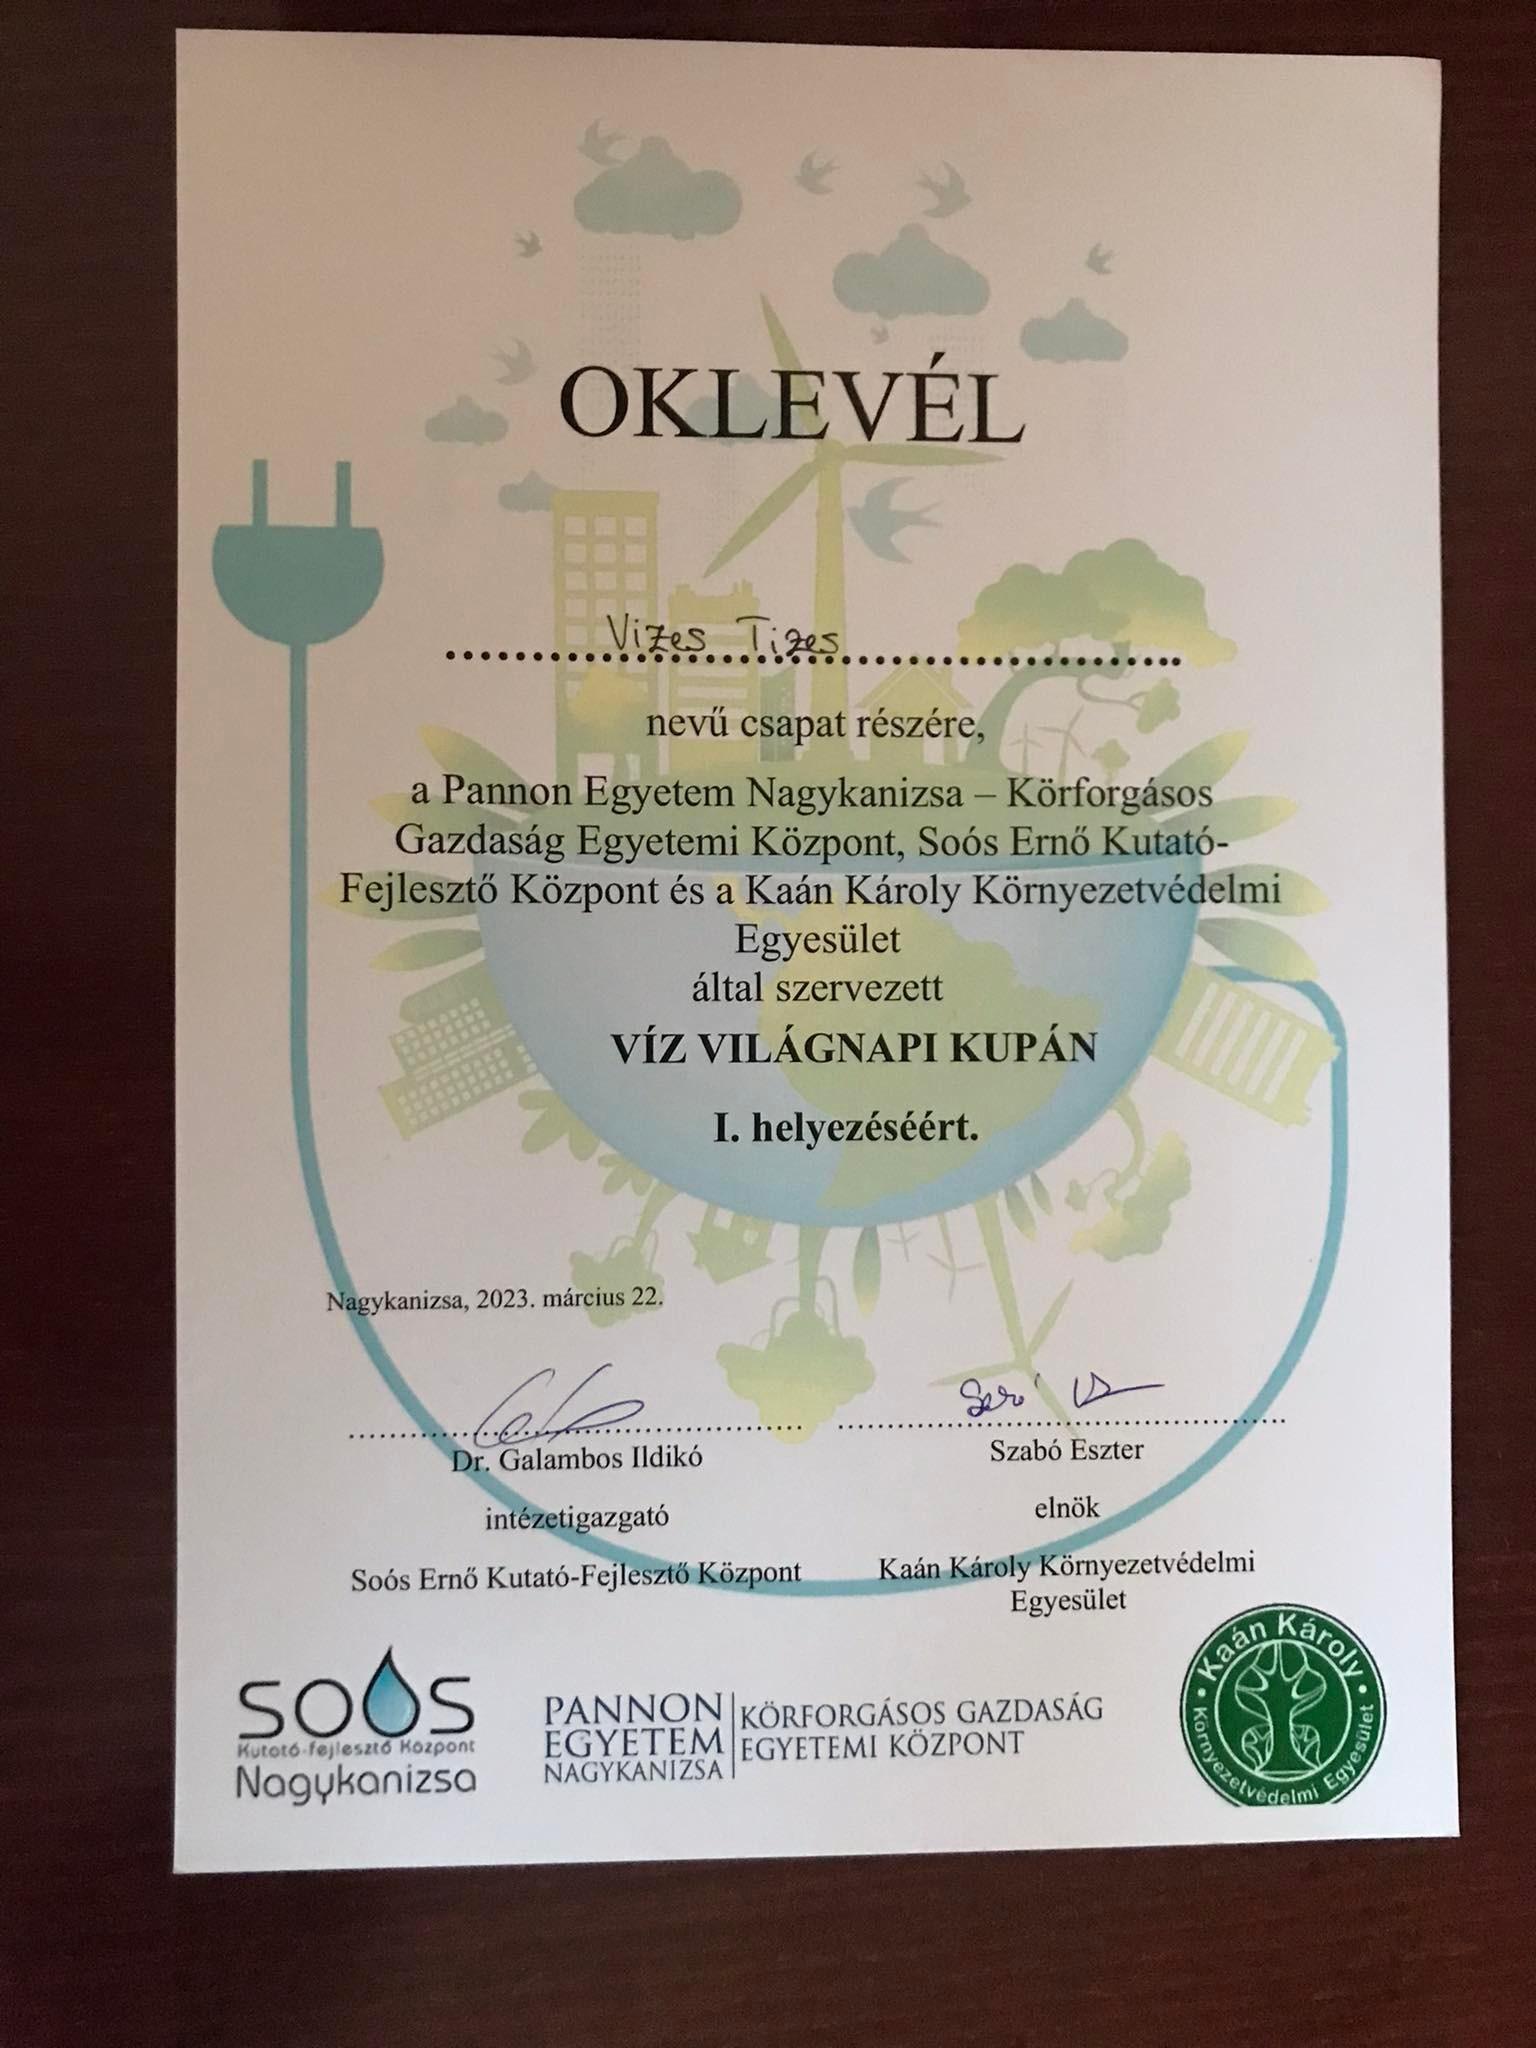 OKLEVÉL
Vizes Tizes
nevű csapat részére,
a Pannon Egyetem Nagykanizsa – Körforgásos
Gazdaság Egyetemi Központ, Soós Ernő Kutató-
Fejlesztő Központ és a Kaán Károly Környezetvédelmi
Egyesület
által szervezett
VÍZ VILÁGNAPI KUPÁN
I. helyezéséért.
Nagykanizsa, 2023. március 22.
Dr. Galambos Ildikó
intézetigazgató
Soós Ernő Kutató-Fejlesztő Központ
Szabó Eszter
elnök
Kaán Károly Környezetvédelmi
Egyesület
SOÓS
Kutató-fejlesztő Központ
Nagykanizsa
PANNON
EGYETEM
NAGYKANIZSA
KÖRFORGÁSOS GAZDASÁG
EGYETEMI KÖZPONT
Kaán Károly
Környezetvédelmi Egyesület